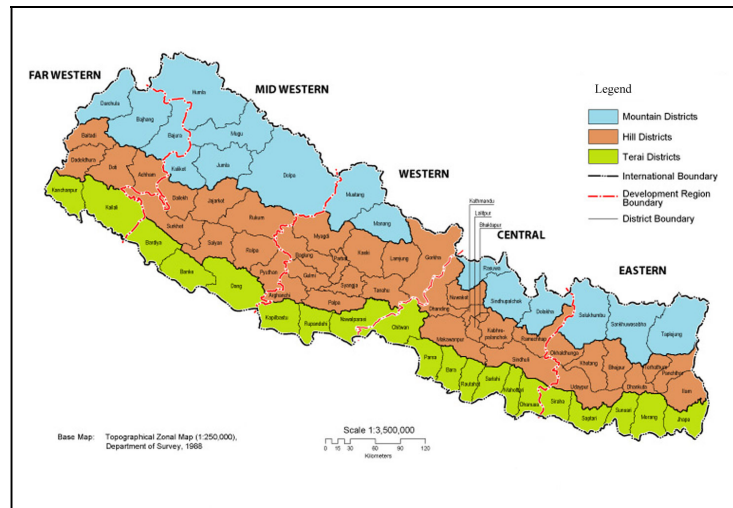 FAR WESTERN
MID WESTERN
WESTERN
CENTRAL
EASTERN
Legend
Mountain Districts
Hill Districts
Terai Districts
International Boundary
Development Region
Boundary
District Boundary
Humla
Darchula
Bajhang
Bajura
Mugu
Baitadi
Dadeldhura
Doti
Achham
Kalikot
Jumla
Dolpa
Mustang
Manang
Kathmandu
Lalitpur
Bhaktapur
Kanchanpur
Kailali
Dailekh
Jajarkot
Rukum
Surkhet
Salyan
Rolpa
Myagdi
Baglung
Parbat
Kaski
Lamjung
Gorkha
Rasuwa
Bardiya
Banke
Dang
Pyuthan
Gulmi
Syangja
Tanahu
Palpa
Arghakhanchi
Dhading
Nuwakot
Sindhupalchok
Dolakha
Solukhumbu
Sankhuwasabha
Taplejung
Kapilbastu
Rupandehi
Nawalparasi
Chitwan
Makawanpur
Kabhre-
palanchok
Ramechhap
Sindhuli
Okhaldhunga
Khotang
Bhojpur
Terhathum
Panchthar
Udaypur
Dhankuta
Ilam
Parsa
Bara
Rautahat
Sarlahi
Mahottari
Dhanusa
Siraha
Saptari
Sunsari
Morang
Jhapa
Base Map: Topographical Zonal Map (1:250,000),
Department of Survey, 1988
Scale 1:3,500,000
0 15 30 60 90 120
Kilometers